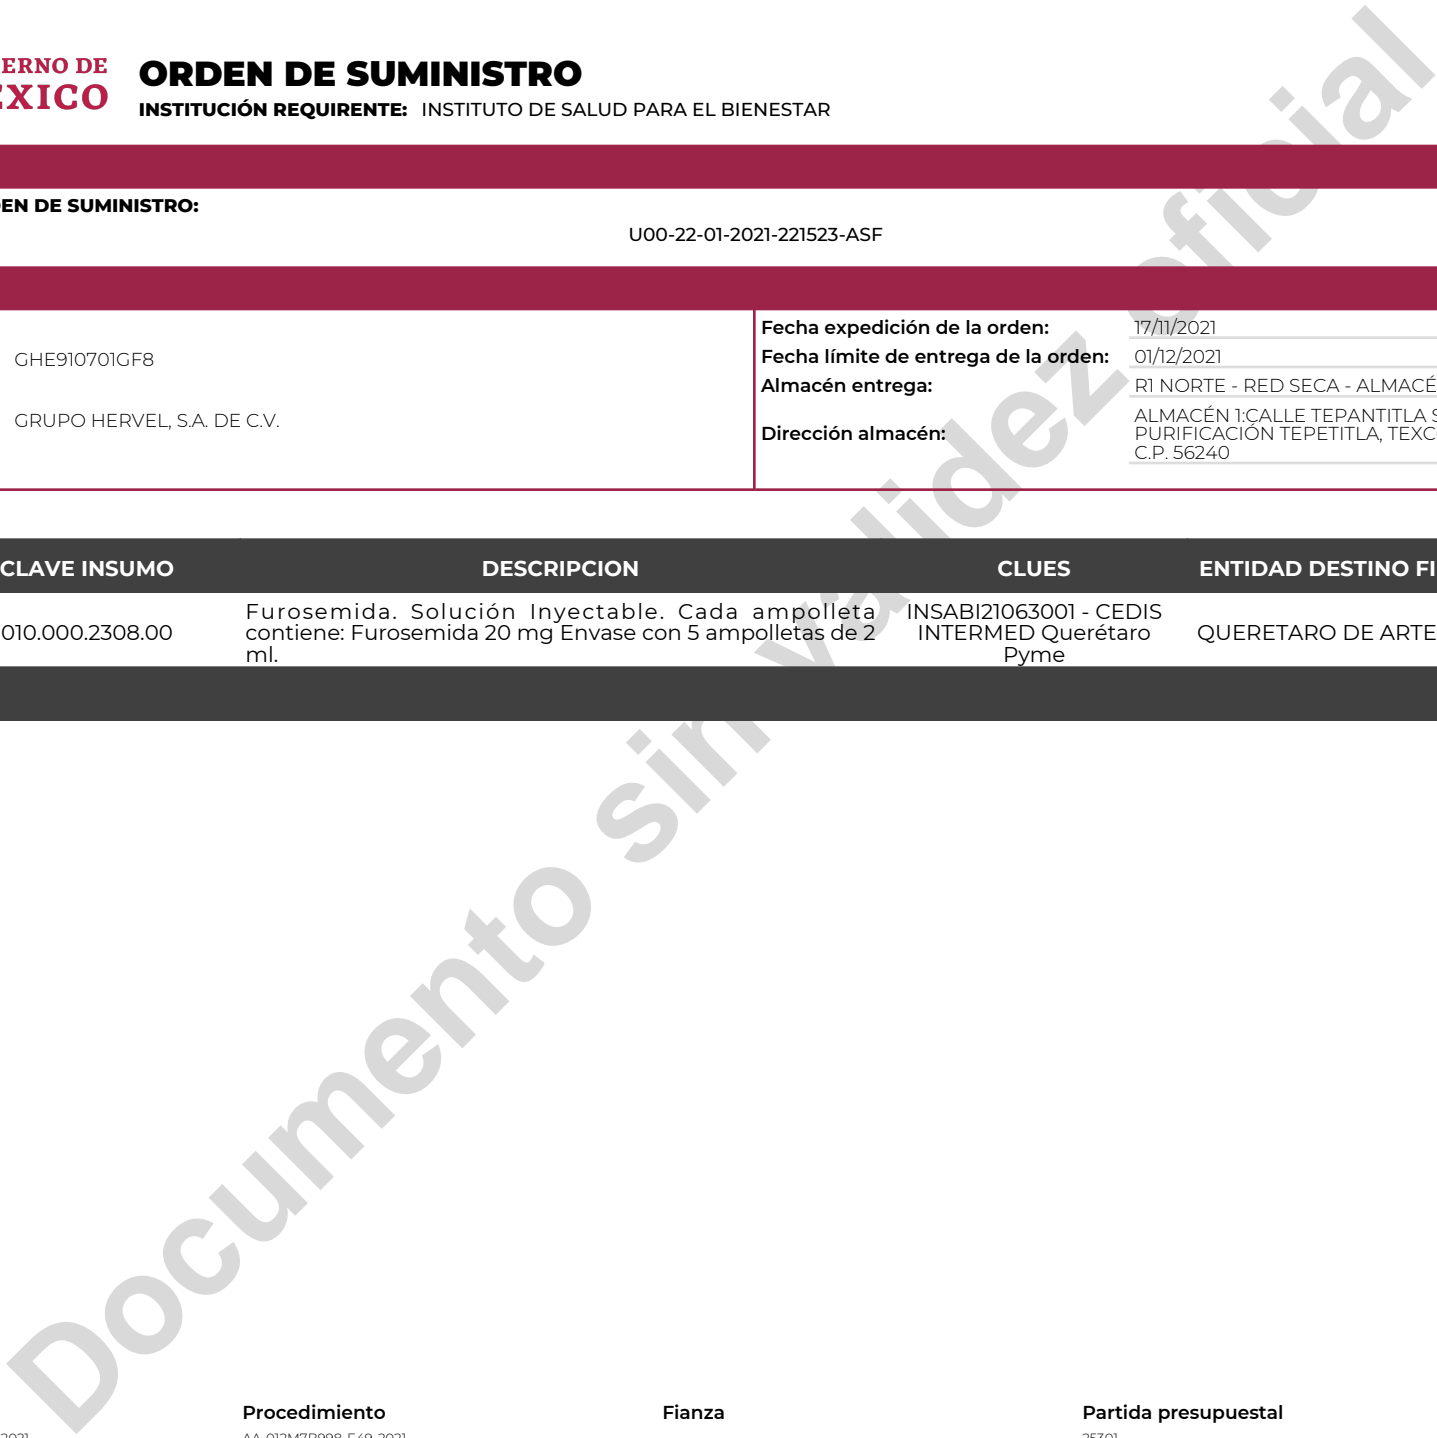 ERNO DE
EXICO
ORDEN DE SUMINISTRO
INSTITUCIÓN REQUIRENTE: INSTITUTO DE SALUD PARA EL BIENESTAR
EN DE SUMINISTRO:
U00-22-01-2021-221523-ASF
GHE910701GF8
GRUPO HERVEL, S.A. DE C.V.
Fecha expedición de la orden: 17/11/2021
Fecha límite de entrega de la orden: 01/12/2021
Almacén entrega: R1 NORTE - RED SECA - ALMACÉ
Dirección almacén:
ALMACÉN 1:CALLE TEPANTITLA S
PURIFICACIÓN TEPETITLA, TEXC
C.P. 56240
CLAVE INSUMO DESCRIPCION CLUES ENTIDAD DESTINO FI
010.000.2308.00
Furosemida. Solución Inyectable. Cada ampolleta
contiene: Furosemida 20 mg Envase con 5 ampolletas de 2
ml.
INSABI21063001 - CEDIS
INTERMED Querétaro
Pyme
QUERETARO DE ARTE
Documento sin validez oficial
Procedimiento Fianza Partida presupuestal